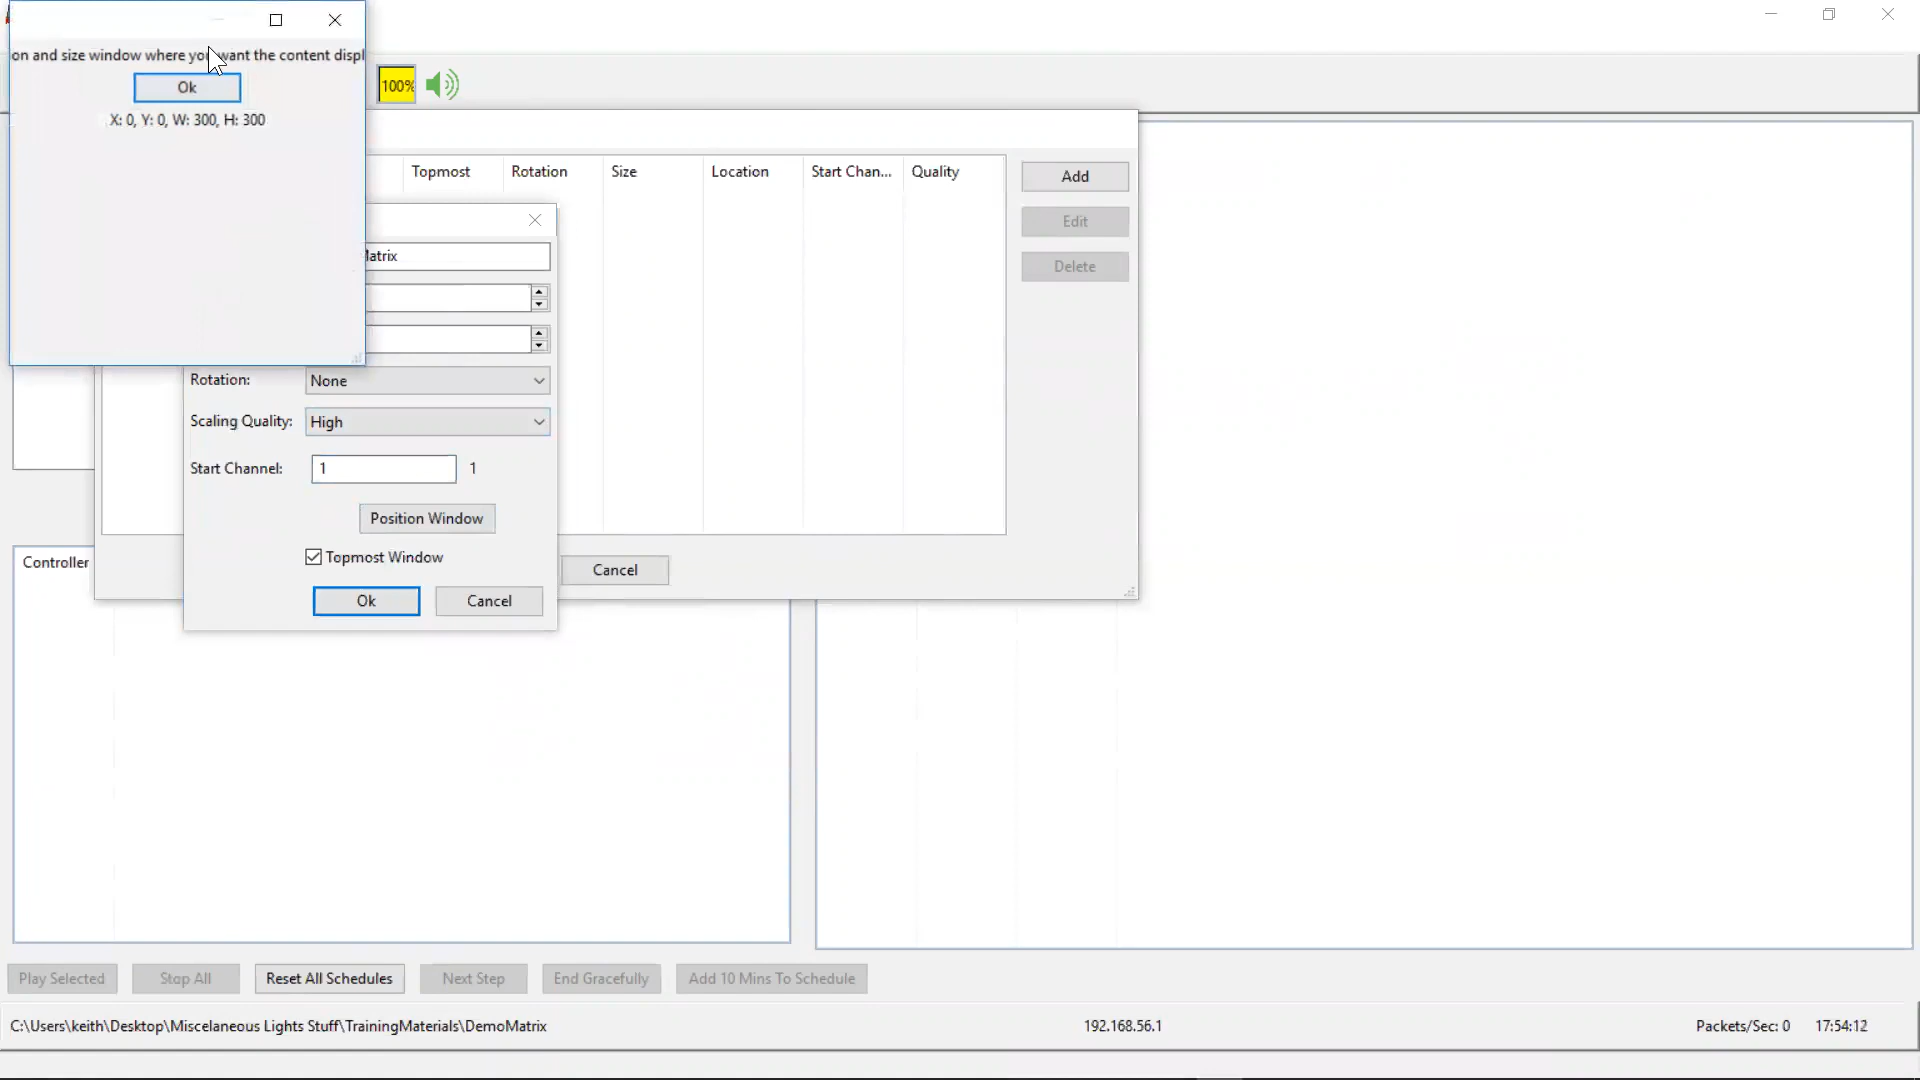 on and size window where you want the content displ
Ok
X: 0, Y: 0, W: 300, H: 300
100%
Topmost Rotation Size Location Start Chan... Quality
Add
Edit
Delete
Matrix
Rotation: None
Scaling Quality: High
Start Channel: 1 1
Position Window
Topmost Window
Ok Cancel
Cancel
Controller
Play Selected Stop All Reset All Schedules Next Step End Gracefully Add 10 Mins To Schedule
C:\Users\keith\Desktop\Miscelaneous Lights Stuff\TrainingMaterials\DemoMatrix 192.168.56.1 Packets/Sec: 0 17:54:12